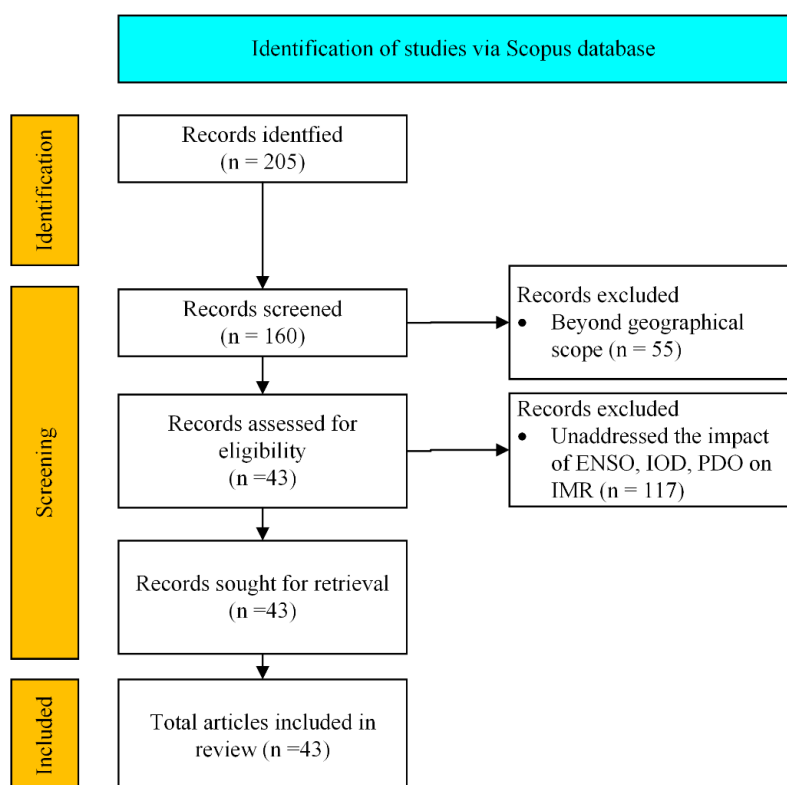 Identification of studies via Scopus database
Identification
Records identfied
(n = 205)
Screening
Records screened
(n = 160)
Records excluded
• Beyond geographical
scope (n = 55)
Records assessed for
eligibility
(n =43)
Records excluded
• Unaddressed the impact
of ENSO, IOD, PDO on
IMR (n = 117)
Records sought for retrieval
(n =43)
Included
Total articles included in
review (n =43)